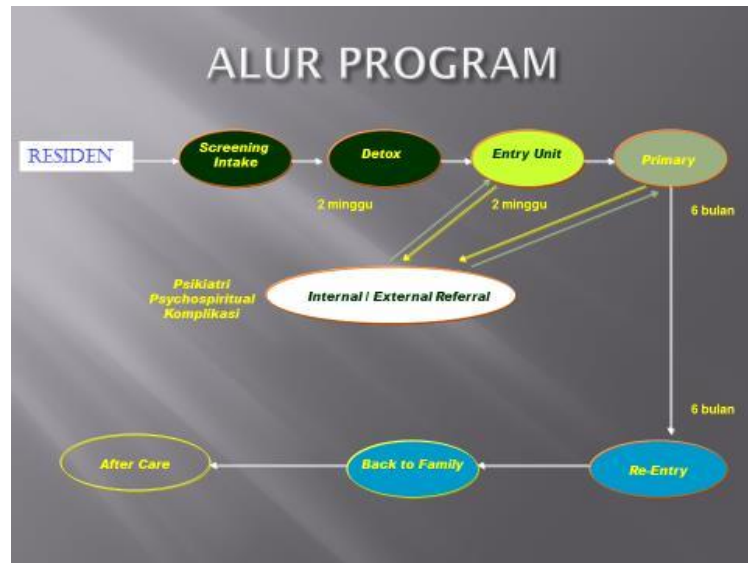 ALUR PROGRAM
RESIDEN
Screening
Intake
Detox
Entry Unit
Primary
2 minggu
2 minggu
6 bulan
Psikiatri
Psychospiritual
Komplikasi
Internal / External Referral
6 bulan
After Care
Back to Family
Re-Entry